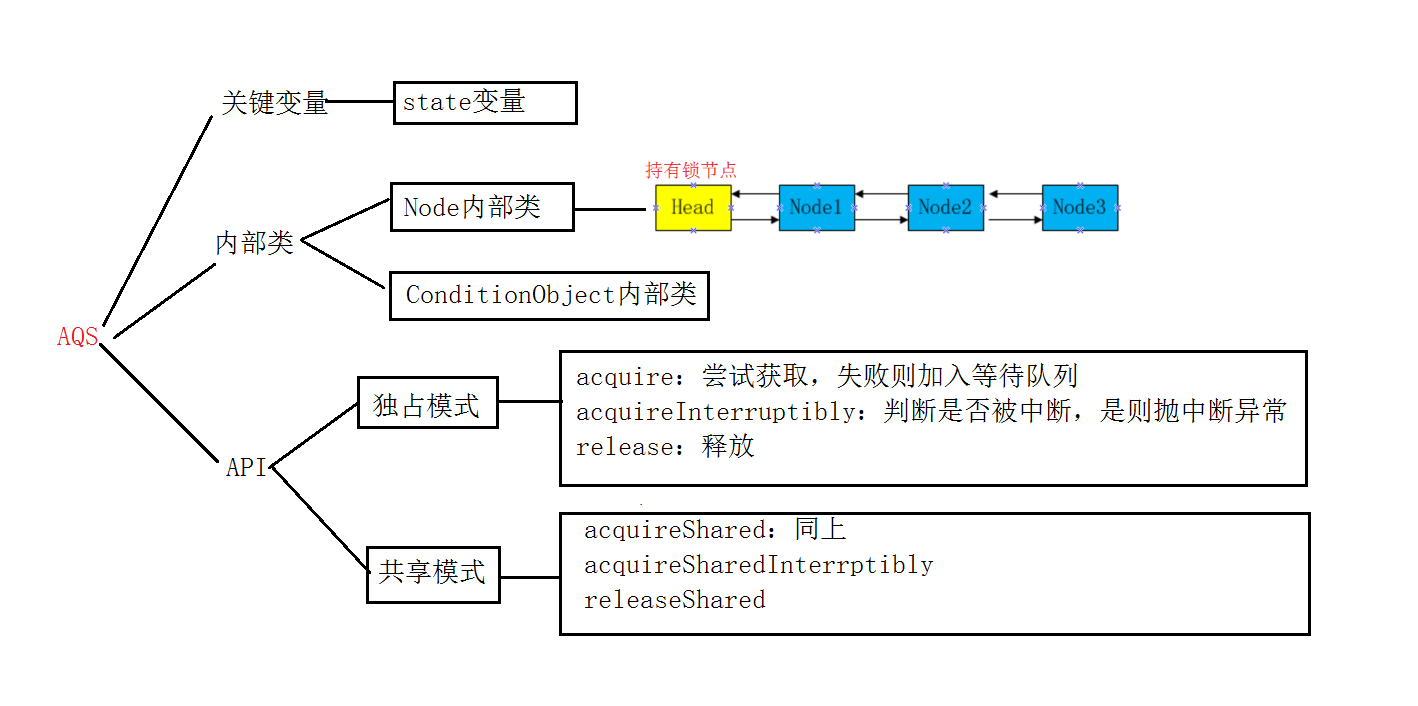 关键变量
state变量
持有锁节点
Node内部类
Head
Node1
Node2
Node3
内部类
ConditionObject内部类
AQS
独占模式
acquire：尝试获取，失败则加入等待队列
acquireInterruptibly：判断是否被中断，是则抛中断异常
release：释放
API
共享模式
acquireShared：同上
acquireSharedInterrptibly
releaseShared